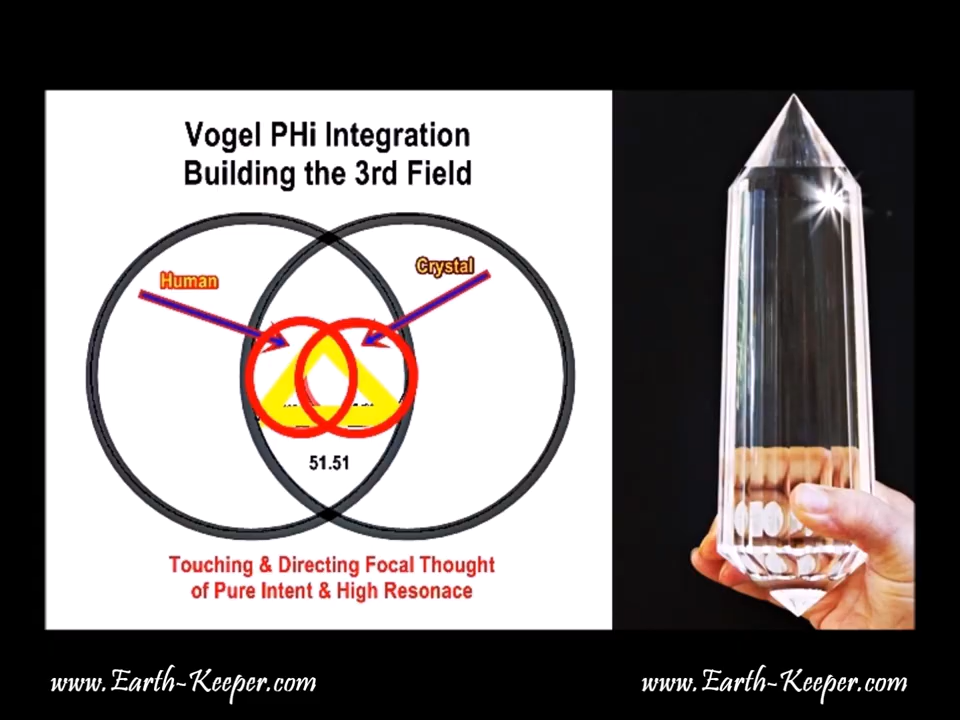 Vogel PHi Integration
Building the 3rd Field
Human
Crystal
51.51
Touching & Directing Focal Thought
of Pure Intent & High Resonace
www.Earth-Keeper.com
www.Earth-Keeper.com